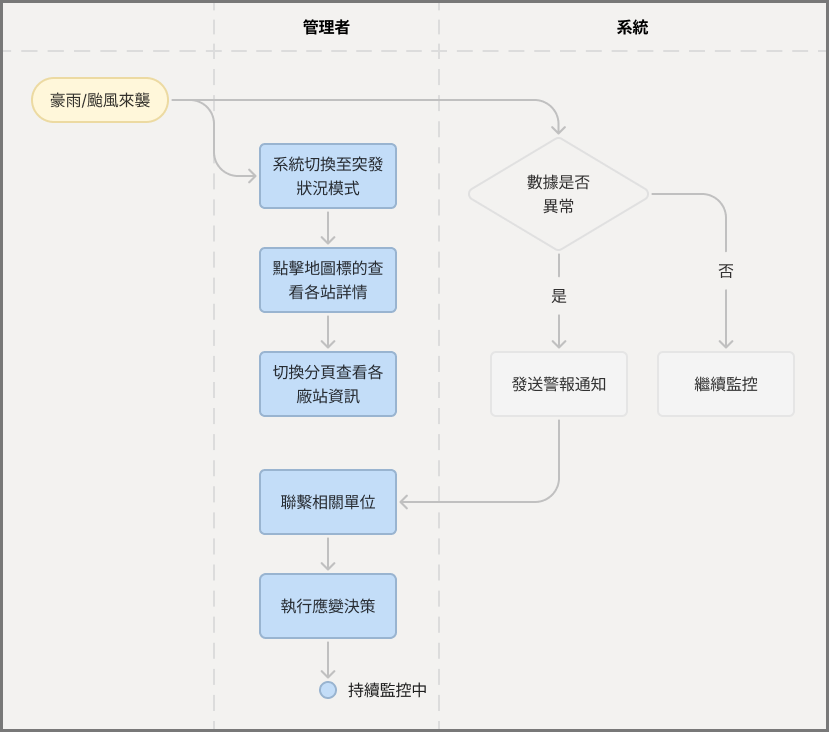 管理者
系統
豪雨/颱風來襲
系統切換至突發
狀況模式
數據是否
異常
點擊地圖標的查
看各站詳情
否
是
切換分頁查看各
廠站資訊
發送警報通知
繼續監控
聯繫相關單位
執行應變決策
持續監控中